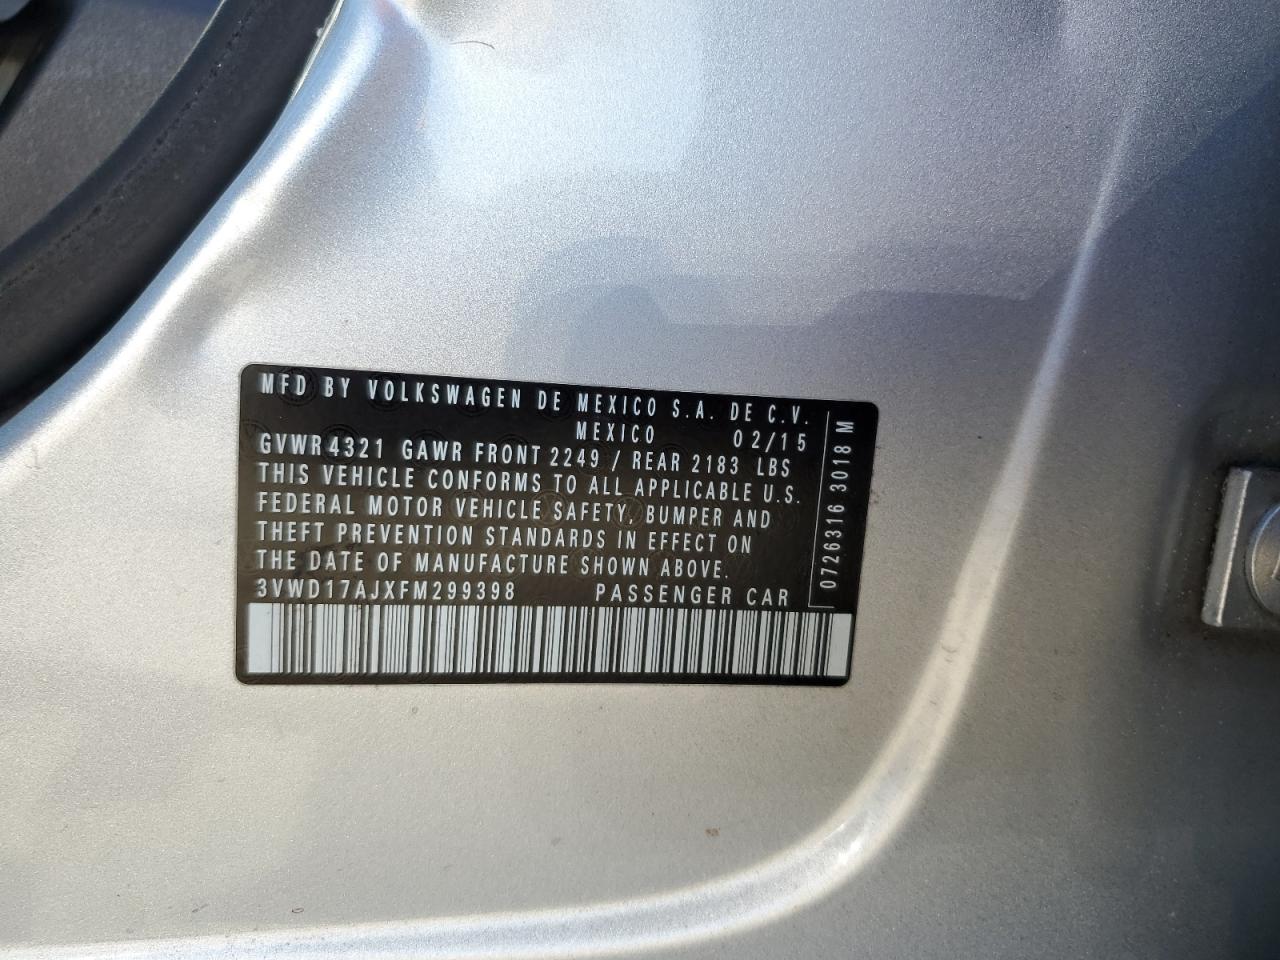 MFD BY VOLKSWAGEN DE MEXICO S.A. DE C.V.
MEXICO 02/15
GVWR4321 GAWR FRONT 2249 / REAR 2183 LBS
THIS VEHICLE CONFORMS TO ALL APPLICABLE U.S.
FEDERAL MOTOR VEHICLE SAFETY, BUMPER AND
THEFT PREVENTION STANDARDS IN EFFECT ON
THE DATE OF MANUFACTURE SHOWN ABOVE.
3VWD17AJXFM299398 PASSENGER CAR
0726316 3018 M